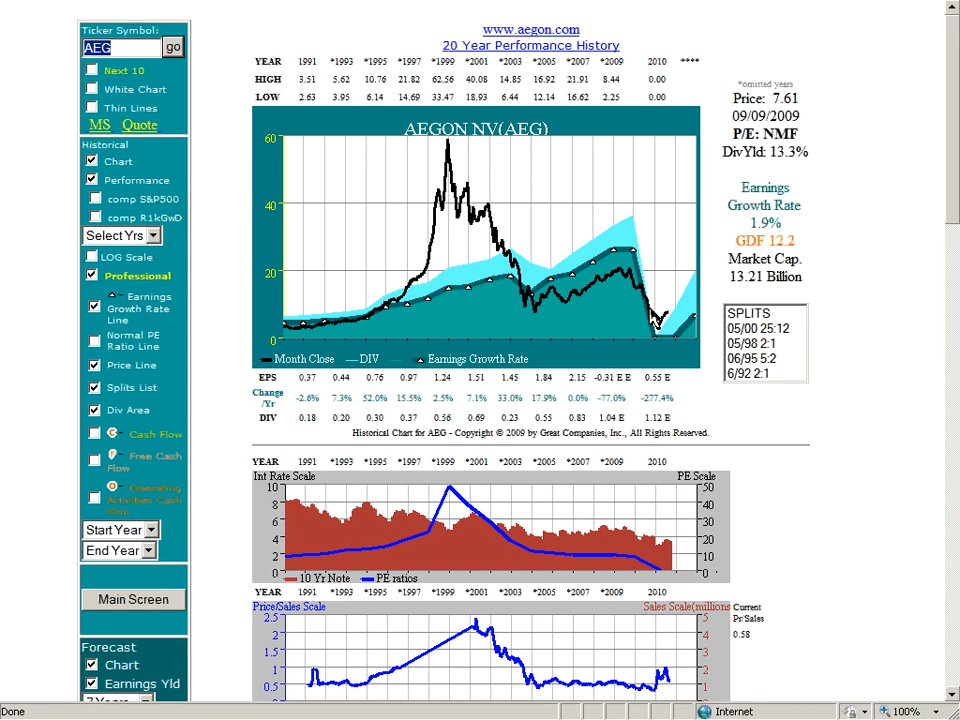 Ticker Symbol:
AEG go
Next 10
White Chart
Thin Lines
MS Quote
Historical
Chart
Performance
comp S&P500
comp R1kGwD
Select Yrs
LOG Scale
Professional
Earnings
Growth Rate
Line
Normal PE
Ratio Line
Price Line
Splits List
Div Area
Cash Flow
Free Cash
Flow
Operating
Activities Cash
Flow
Start Year
End Year
Main Screen
Forecast
Chart
Earnings Yld
7 Years
www.aegon.com
20 Year Performance History
YEAR 1991 *1993 *1995 *1997 *1999 *2001 *2003 *2005 *2007 *2009 2010 ****
HIGH 3.51 5.62 10.76 21.82 62.56 40.08 14.85 16.92 21.91 8.44 0.00
LOW 2.63 3.95 6.14 14.69 33.47 18.93 6.44 12.14 16.62 2.25 0.00
AEGON NV(AEG)
60
40
20
0
Month Close DIV Earnings Growth Rate
EPS 0.37 0.44 0.76 0.97 1.24 1.51 1.45 1.84 2.15 -0.31 E E 0.55 E
Change
/Yr -2.6% 7.3% 52.0% 15.5% 2.5% 7.1% 33.0% 17.9% 0.0% -77.0% -277.4%
DIV 0.18 0.20 0.30 0.37 0.56 0.69 0.23 0.55 0.83 1.04 E 1.12 E
Historical Chart for AEG - Copyright © 2009 by Great Companies, Inc., All Rights Reserved.
*omitted years
Price: 7.61
09/09/2009
P/E: NMF
DivYld: 13.3%
Earnings
Growth Rate
1.9%
GDF 12.2
Market Cap.
13.21 Billion
SPLITS
05/00 25:12
05/98 2:1
06/95 5:2
6/92 2:1
YEAR 1991 *1993 *1995 *1997 *1999 *2001 *2003 *2005 *2007 *2009 2010
Int Rate Scale PE Scale
10 50
8 40
6 30
4 20
2 10
0 0
10 Yr Note PE ratios
YEAR 1991 *1993 *1995 *1997 *1999 *2001 *2003 *2005 *2007 *2009 2010
Price/Sales Scale Sales Scale(millions
2.5 5
2 4
1.5 3
1 2
0.5 1
Current
Pr/Sales
0.58
Done Internet 100%